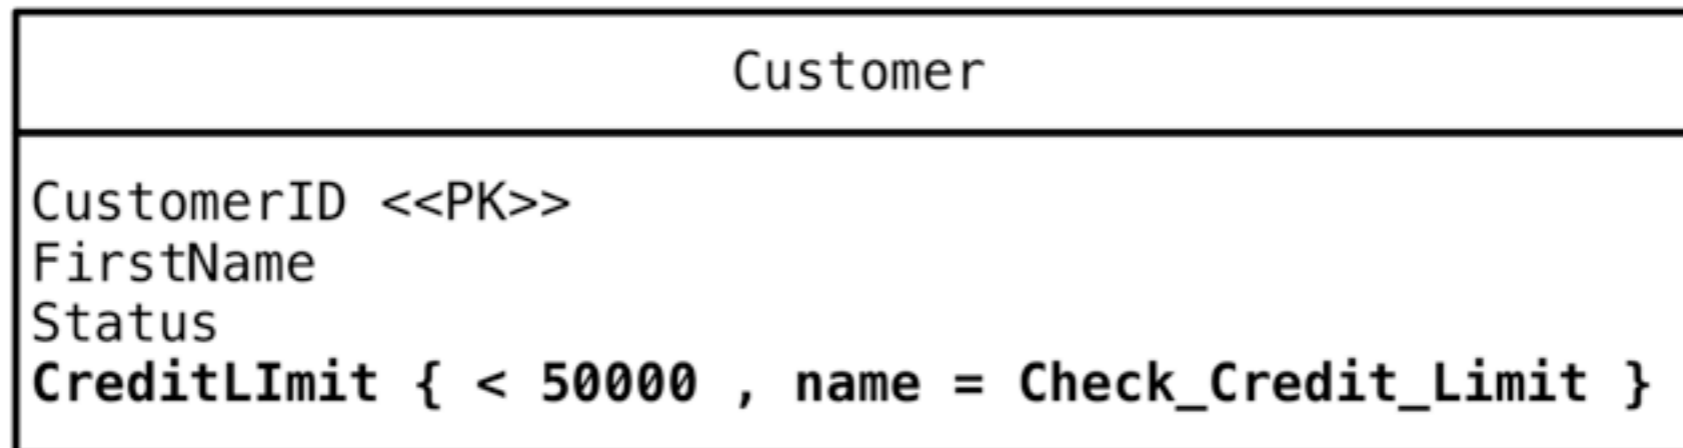 Customer
CustomerID <<PK>>
FirstName
Status
CreditLImit { < 50000 , name = Check_Credit_Limit }